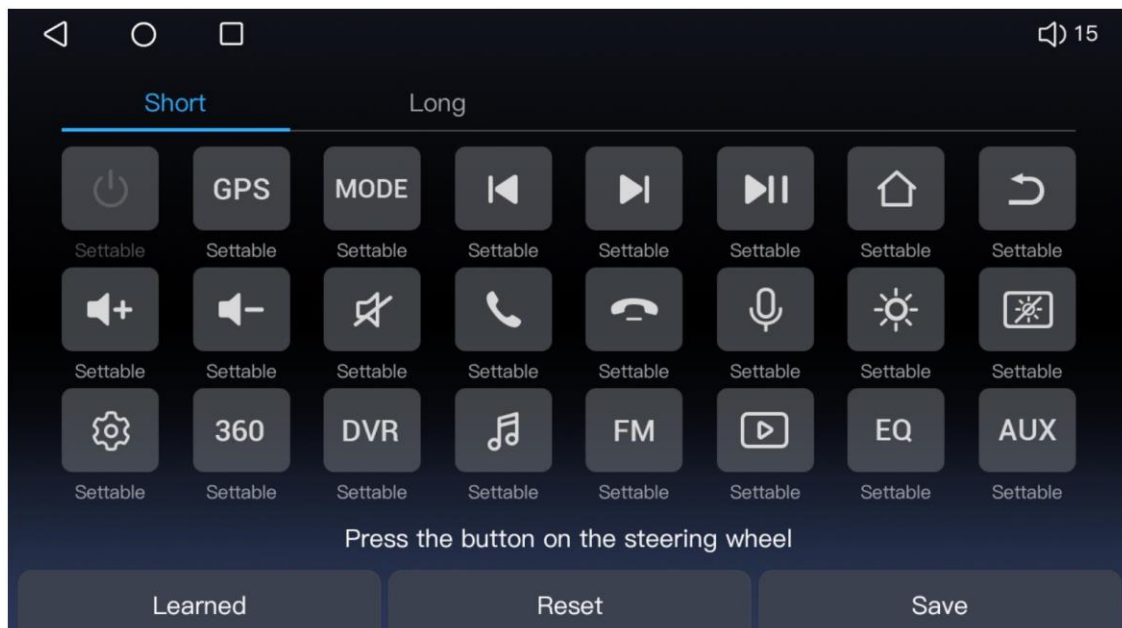 15
Short Long
GPS MODE
Settable Settable Settable Settable Settable Settable Settable Settable
Settable Settable Settable Settable Settable Settable Settable Settable
360 DVR FM EQ AUX
Settable Settable Settable Settable Settable Settable Settable Settable
Press the button on the steering wheel
Learned Reset Save